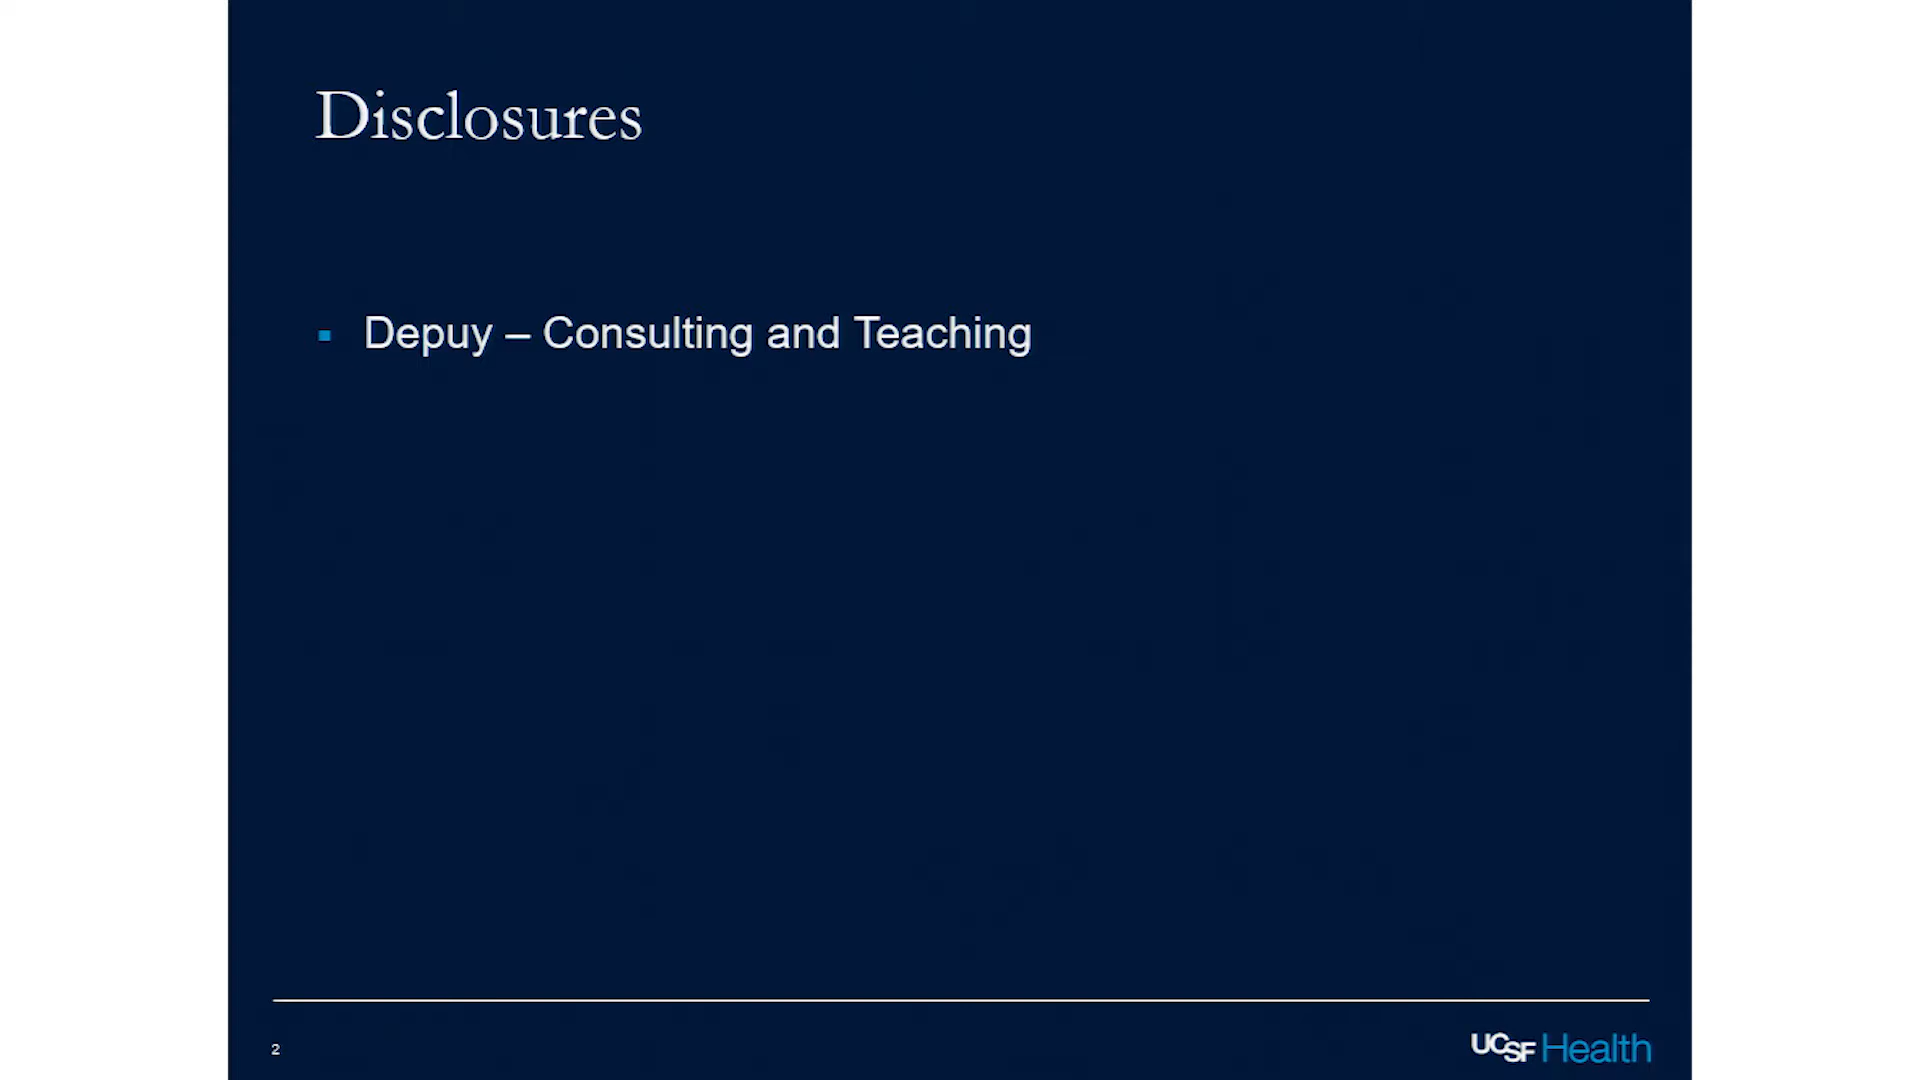 Disclosures
▪ Depuy – Consulting and Teaching
2
UCSF Health